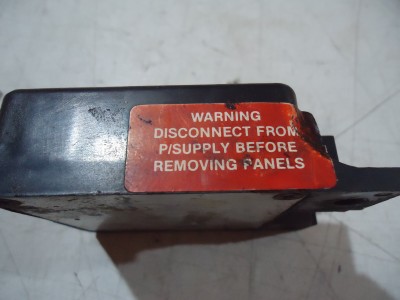 WARNING
DISCONNECT FROM
P/SUPPLY BEFORE
REMOVING PANELS